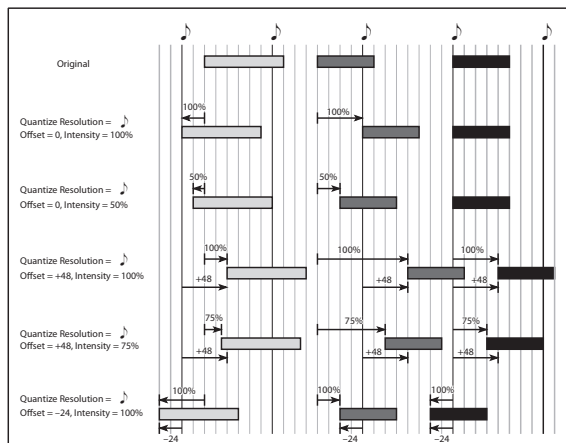 ♪ ♪ ♪ ♪ ♪
Original
100% 100%
Quantize Resolution = ♪
Offset = 0, Intensity = 100%
50% 50%
Quantize Resolution = ♪
Offset = 0, Intensity = 50%
100% 100% 100%
Quantize Resolution = ♪
Offset = +48, Intensity = 100%
+48 +48 +48
75% 75% 75%
Quantize Resolution = ♪
Offset = +48, Intensity = 75%
+48 +48 +48
100% 100% 100%
Quantize Resolution = ♪
Offset = –24, Intensity = 100%
–24 –24 –24